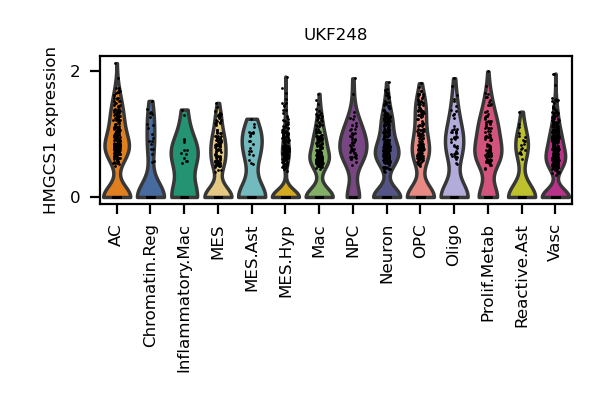 UKF248
HMGCS1 expression
2
0
AC
Chromatin.Reg
Inflammatory.Mac
MES
MES.Ast
MES.Hyp
Mac
NPC
Neuron
OPC
Oligo
Prolif.Metab
Reactive.Ast
Vasc